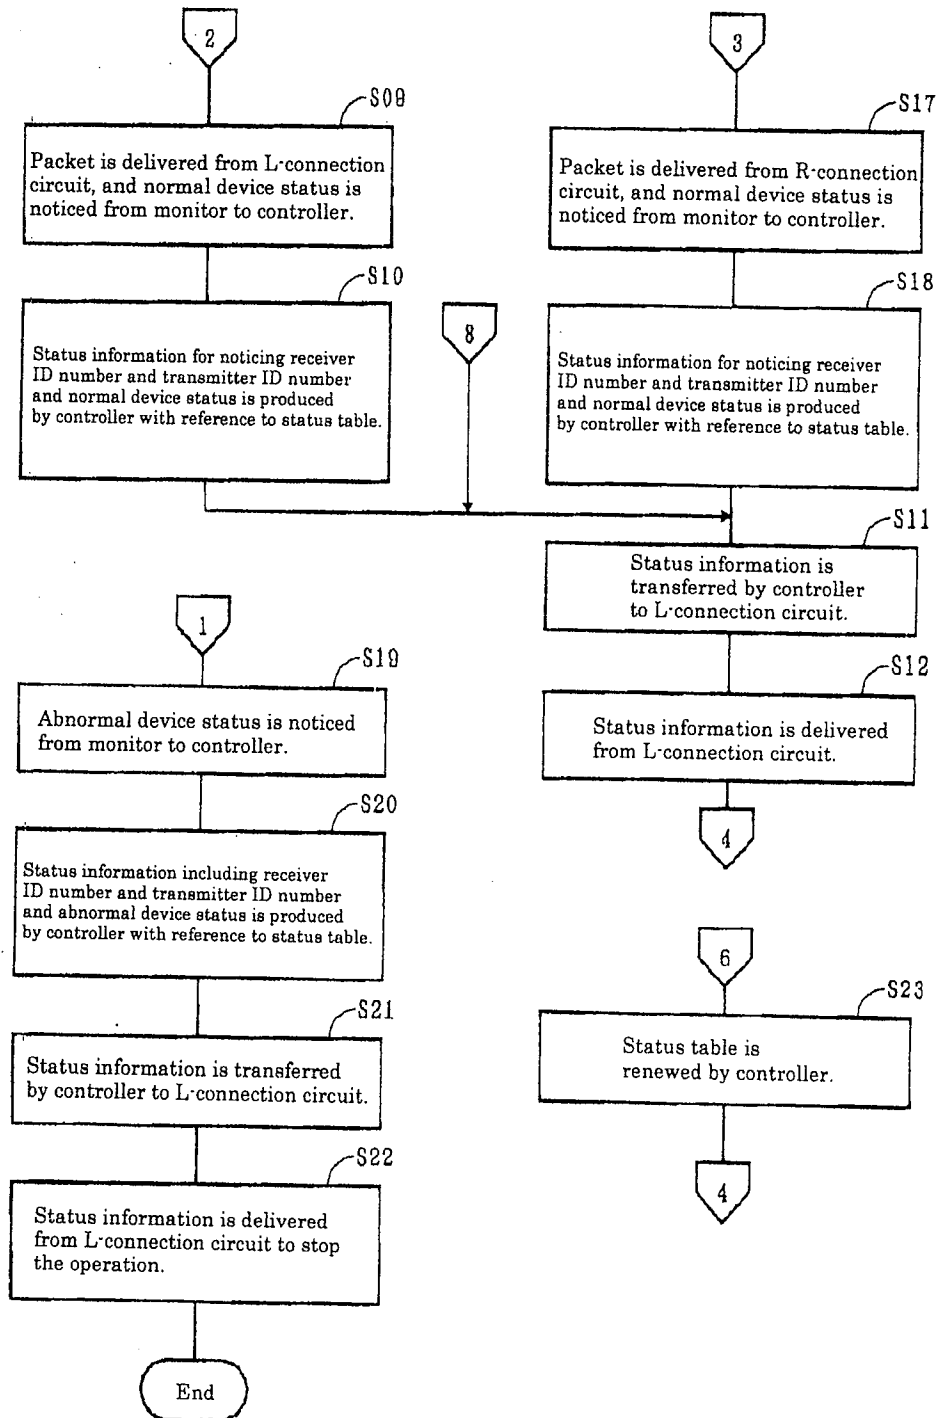 2
S09
Packet is delivered from L-connection
circuit, and normal device status is
noticed from monitor to controller.
S10
Status information for noticing receiver
ID number and transmitter ID number
and normal device status is produced
by controller with reference to status table.
8
3
S17
Packet is delivered from R-connection
circuit, and normal device status is
noticed from monitor to controller.
S18
Status information for noticing receiver
ID number and transmitter ID number
and normal device status is produced
by controller with reference to status table.
S11
Status information is
transferred by controller
to L-connection circuit.
S12
Status information is delivered
from L-connection circuit.
4
1
S19
Abnormal device status is noticed
from monitor to controller.
S20
Status information including receiver
ID number and transmitter ID number
and abnormal device status is produced
by controller with reference to status table.
S21
Status information is transferred
by controller to L-connection circuit.
S22
Status information is delivered
from L-connection circuit to stop
the operation.
End
6
S23
Status table is
renewed by controller.
4